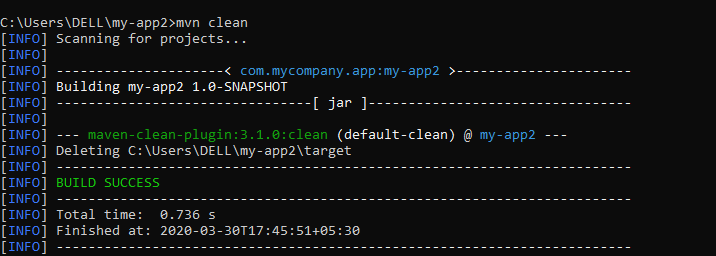 C:\Users\DELL\my-app2>mvn clean
[INFO] Scanning for projects...
[INFO]
[INFO] ----------------------< com.mycompany.app:my-app2 >-----------------------
[INFO] Building my-app2 1.0-SNAPSHOT
[INFO] --------------------------------[ jar ]---------------------------------
[INFO]
[INFO] --- maven-clean-plugin:3.1.0:clean (default-clean) @ my-app2 ---
[INFO] Deleting C:\Users\DELL\my-app2\target
[INFO] ------------------------------------------------------------------------
[INFO] BUILD SUCCESS
[INFO] ------------------------------------------------------------------------
[INFO] Total time:  0.736 s
[INFO] Finished at: 2020-03-30T17:45:51+05:30
[INFO] ------------------------------------------------------------------------